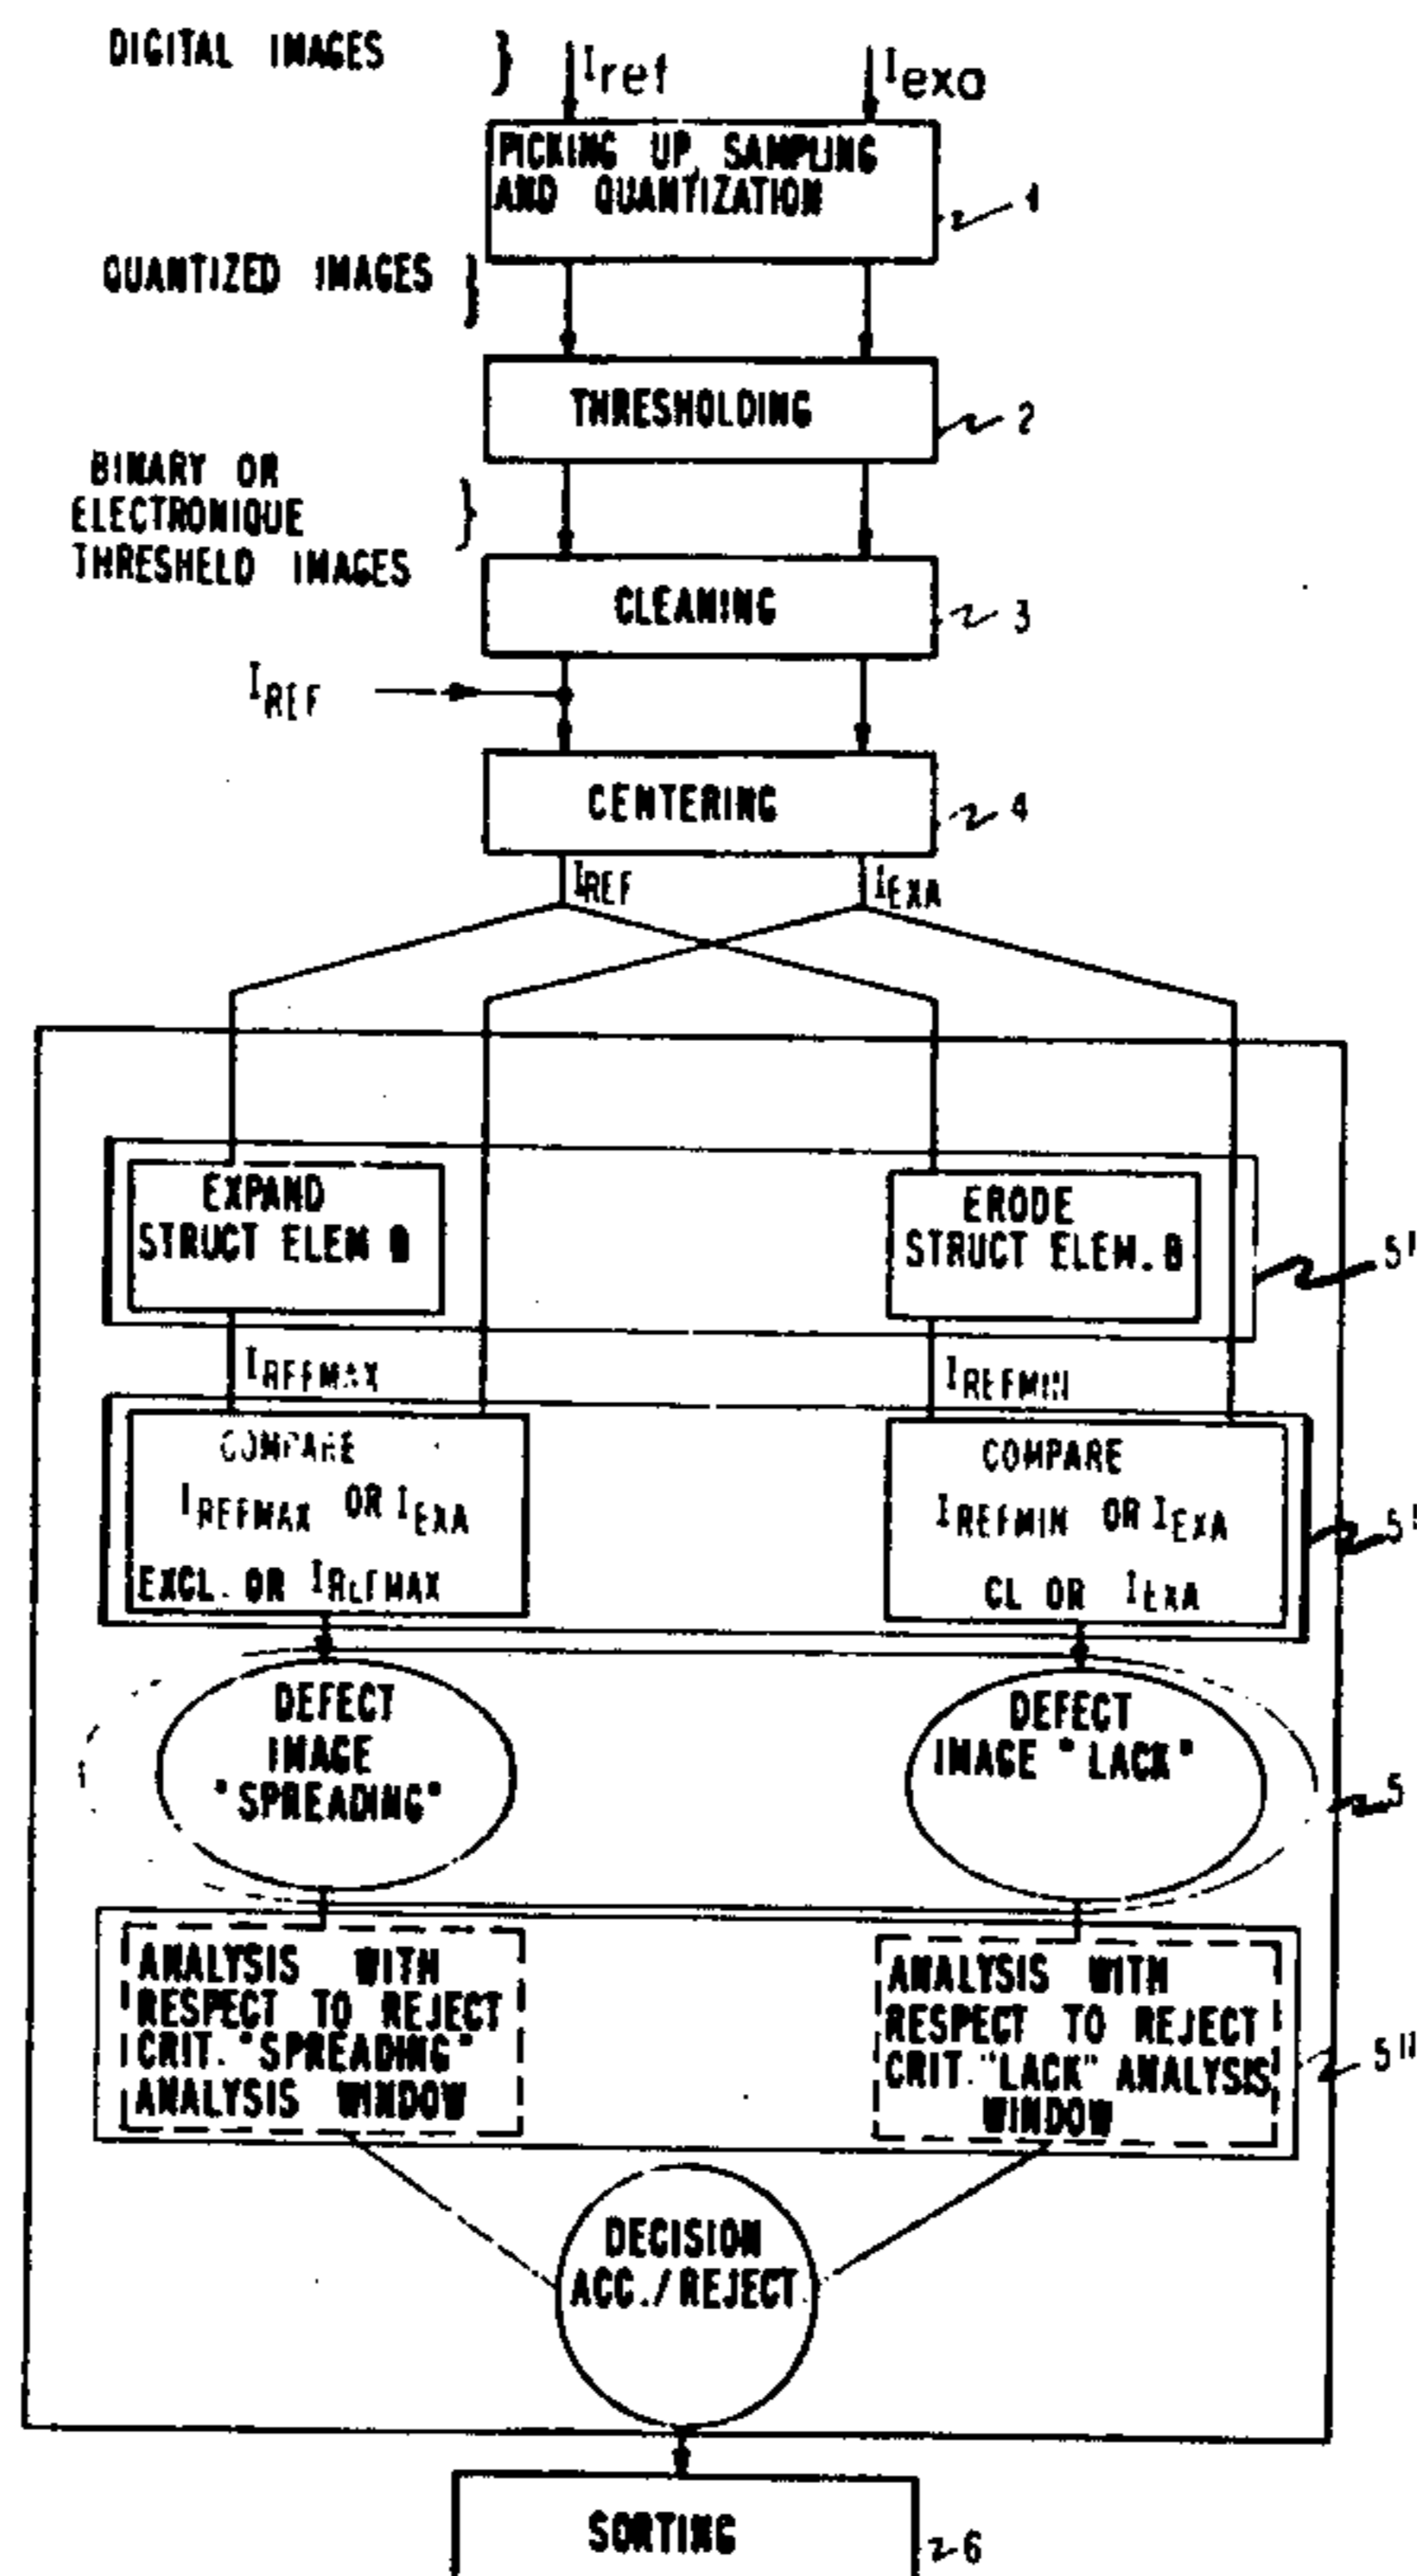 DIGITAL IMAGES
Iref
Iexa
PICKING UP, SAMPLING
AND QUANTIZATION
1
QUANTIZED IMAGES
THRESHOLDING
2
BINARY OR
ELECTRONIQUE
THRESHELD IMAGES
CLEANING
3
IREF
CENTERING
4
IREF
IEXA
EXPAND
STRUCT ELEM B
ERODE
STRUCT ELEM. B
5'
IREFMAX
IREFMIN
COMPARE
IREFMAX OR IEXA
EXCL. OR IREFMAX
COMPARE
IREFMIN OR IEXA
CL OR IEXA
5"
DEFECT
IMAGE
"SPREADING"
DEFECT
IMAGE "LACK"
5
ANALYSIS WITH
RESPECT TO REJECT
CRIT. "SPREADING"
ANALYSIS WINDOW
ANALYSIS WITH
RESPECT TO REJECT
CRIT. "LACK" ANALYSIS
WINDOW
DECISION
ACC./REJECT
SORTING
6